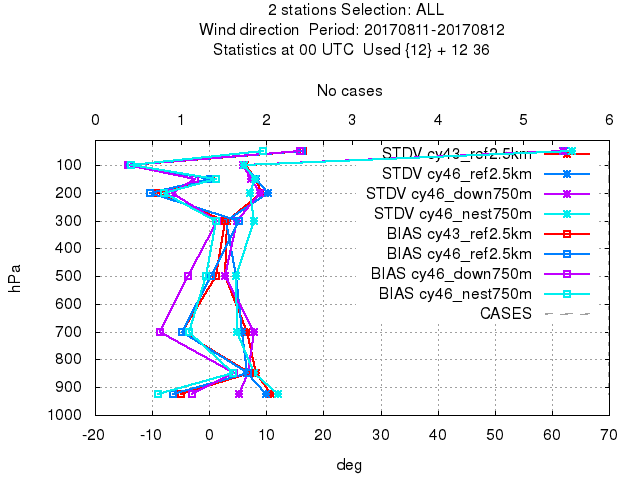 2 stations Selection: ALL
Wind direction  Period: 20170811-20170812
Statistics at 00 UTC  Used {12} + 12 36
No cases
0 1 2 3 4 5 6
STDV cy43_ref2.5km
STDV cy46_ref2.5km
STDV cy46_down750m
STDV cy46_nest750m
BIAS cy43_ref2.5km
BIAS cy46_ref2.5km
BIAS cy46_down750m
BIAS cy46_nest750m
CASES
hPa
100
200
300
400
500
600
700
800
900
1000
-20 -10 0 10 20 30 40 50 60 70
deg